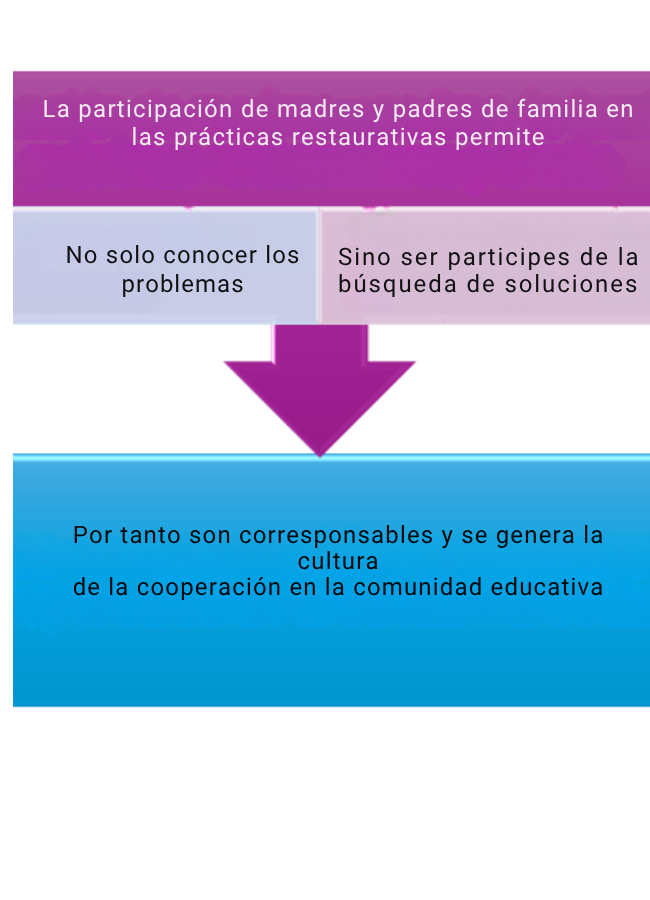 La participación de madres y padres de familia en
las prácticas restaurativas permite
No solo conocer los
problemas
Sino ser participes de la
búsqueda de soluciones
Por tanto son corresponsables y se genera la
cultura
de la cooperación en la comunidad educativa